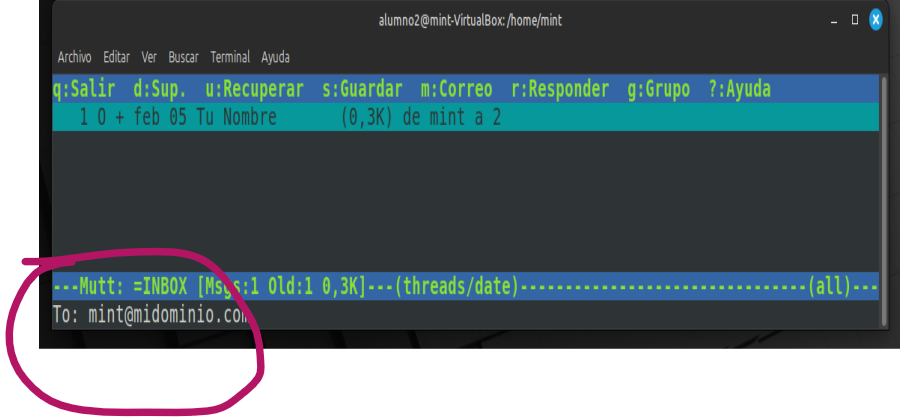 alumno2@mint-VirtualBox: /home/mint
Archivo Editar Ver Buscar Terminal Ayuda
q:Salir d:Sup. u:Recuperar s:Guardar m:Correo r:Responder g:Grupo ?:Ayuda
1 O + feb 05 Tu Nombre (0,3K) de mint a 2
---Mutt: =INBOX [Msgs:1 Old:1 0,3K]---(threads/date)--------------------------------(all)---
To: mint@midominio.com